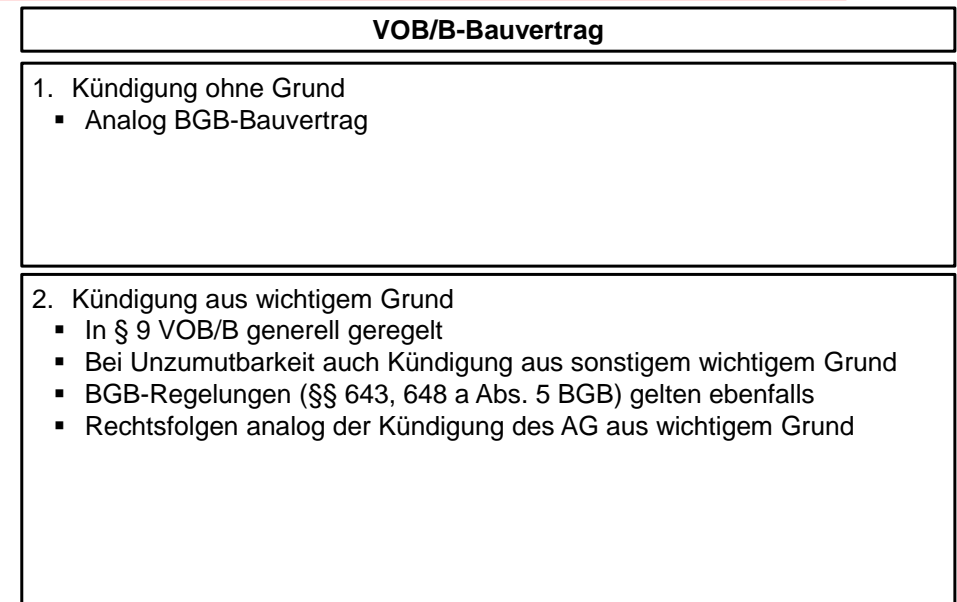 VOB/B-Bauvertrag
1. Kündigung ohne Grund
▪ Analog BGB-Bauvertrag
2. Kündigung aus wichtigem Grund
▪ In § 9 VOB/B generell geregelt
▪ Bei Unzumutbarkeit auch Kündigung aus sonstigem wichtigem Grund
▪ BGB-Regelungen (§§ 643, 648 a Abs. 5 BGB) gelten ebenfalls
▪ Rechtsfolgen analog der Kündigung des AG aus wichtigem Grund